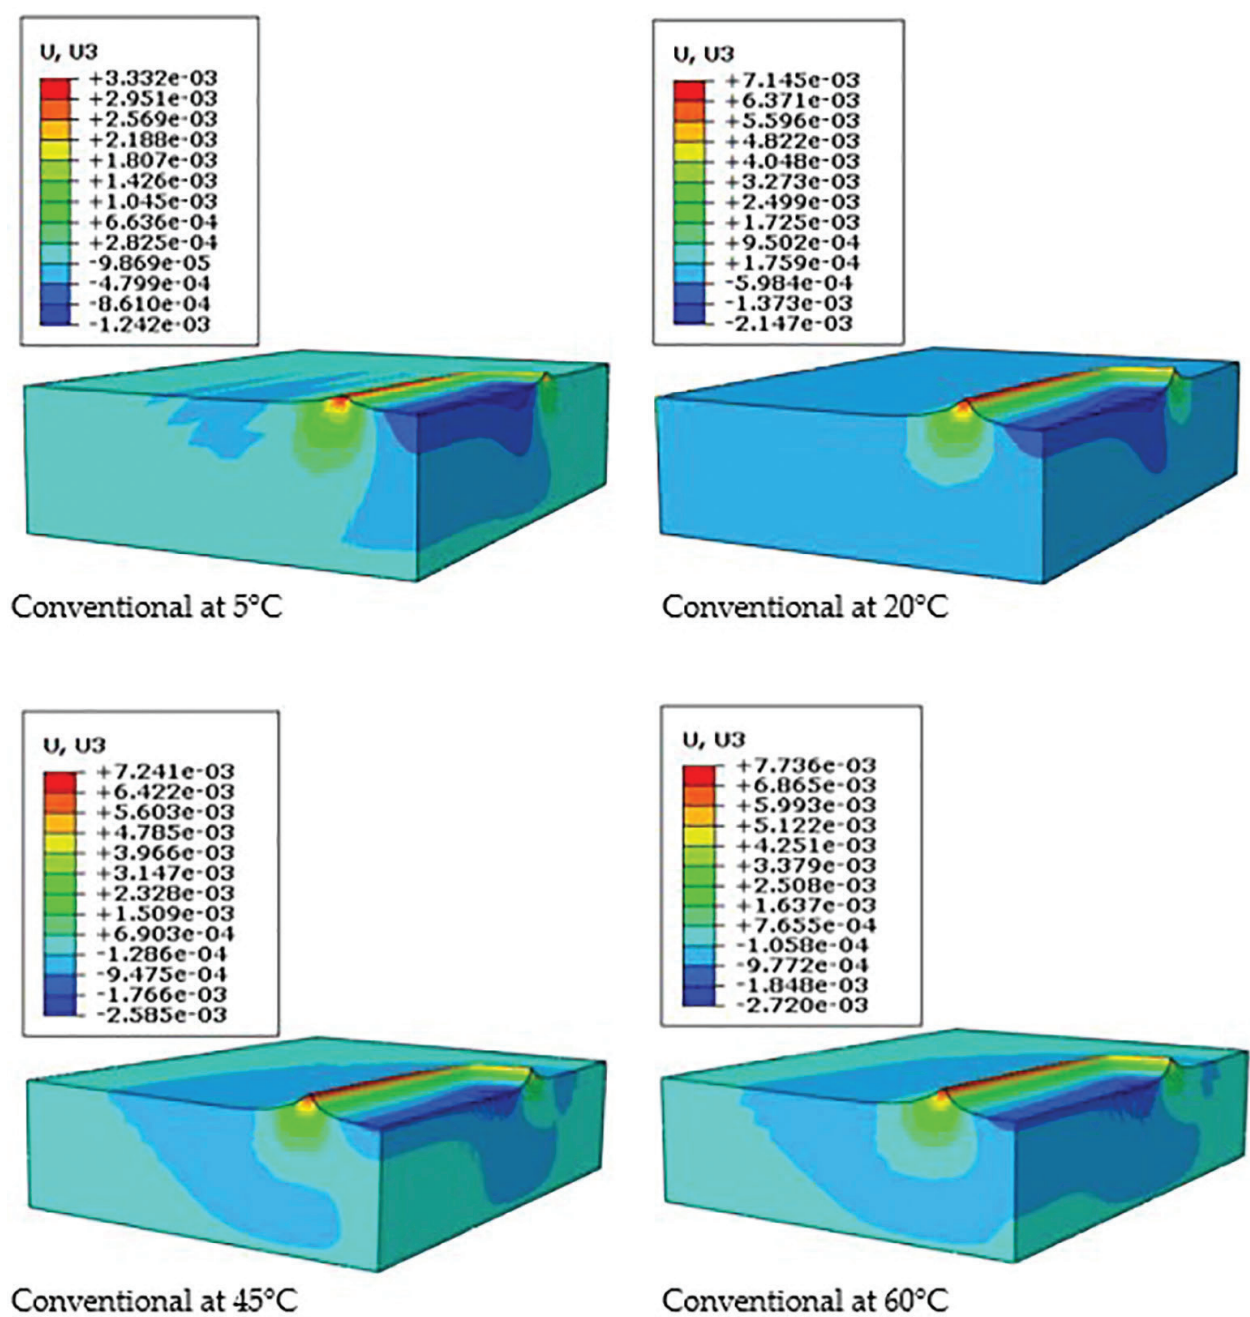 U, U3
+3.332e-03
+2.951e-03
+2.569e-03
+2.188e-03
+1.807e-03
+1.426e-03
+1.045e-03
+6.636e-04
+2.825e-04
-9.869e-05
-4.799e-04
-8.610e-04
-1.242e-03
Conventional at 5°C
U, U3
+7.145e-03
+6.371e-03
+5.596e-03
+4.822e-03
+4.048e-03
+3.273e-03
+2.499e-03
+1.725e-03
+9.502e-04
+1.759e-04
-5.984e-04
-1.373e-03
-2.147e-03
Conventional at 20°C
U, U3
+7.241e-03
+6.422e-03
+5.603e-03
+4.785e-03
+3.966e-03
+3.147e-03
+2.328e-03
+1.509e-03
+6.903e-04
-1.286e-04
-9.475e-04
-1.766e-03
-2.585e-03
Conventional at 45°C
U, U3
+7.736e-03
+6.865e-03
+5.993e-03
+5.122e-03
+4.251e-03
+3.379e-03
+2.508e-03
+1.637e-03
+7.655e-04
-1.058e-04
-9.772e-04
-1.848e-03
-2.720e-03
Conventional at 60°C